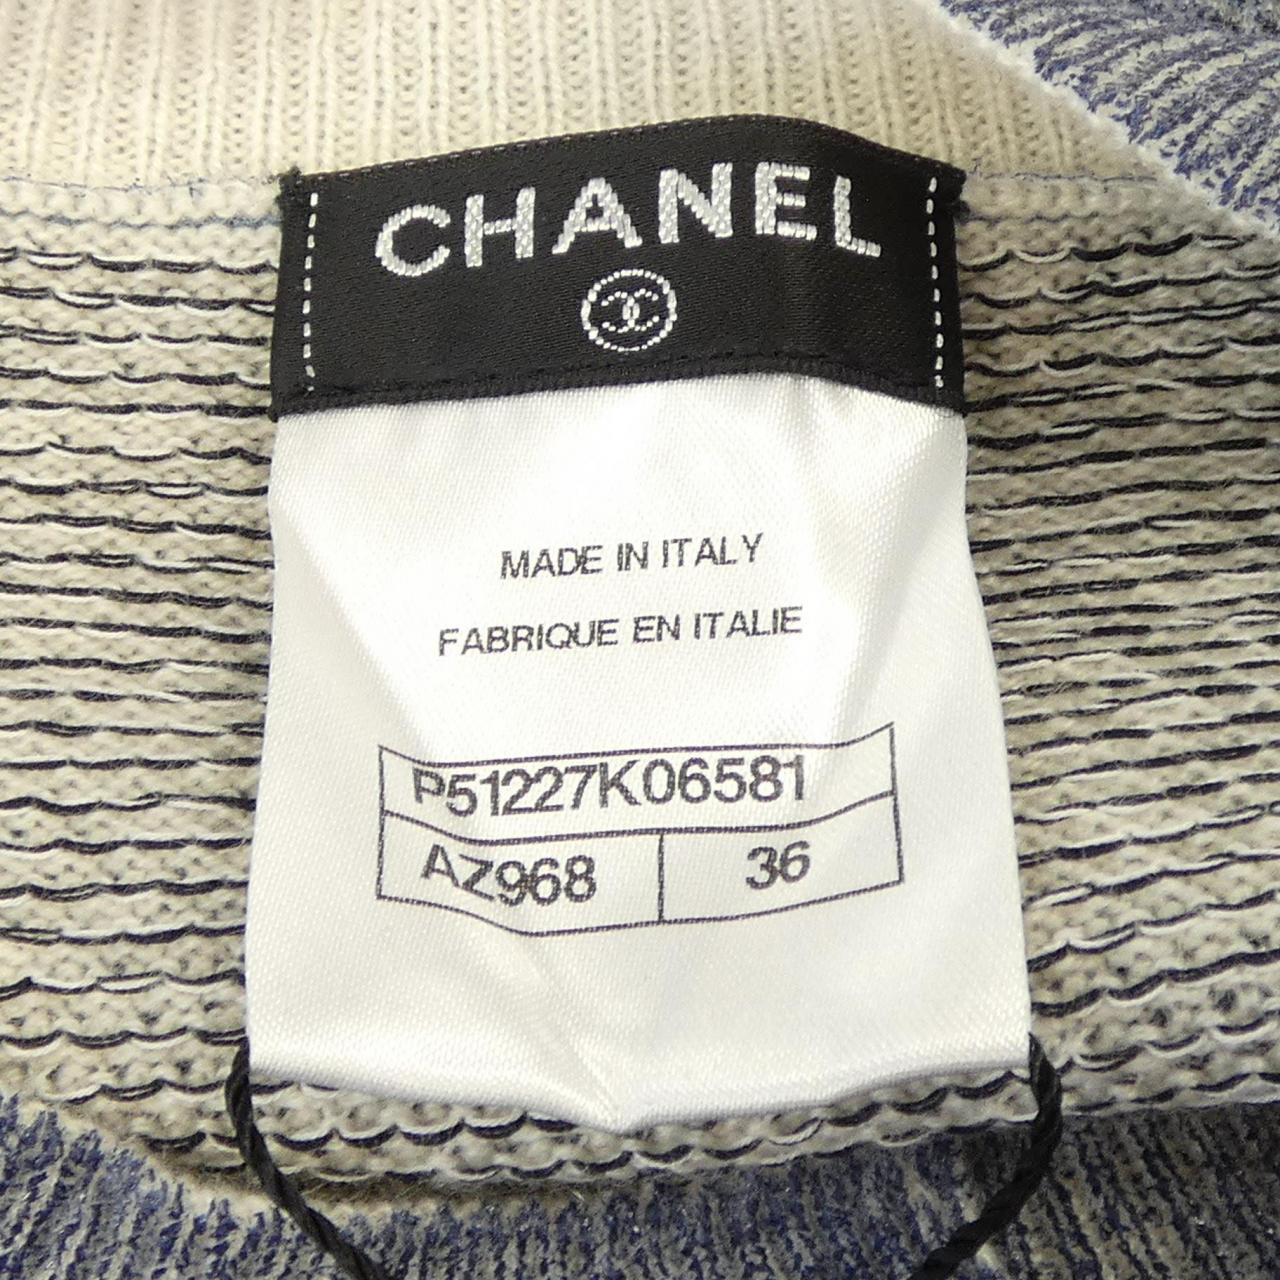 CHANEL
MADE IN ITALY
FABRIQUE EN ITALIE
P51227K06581
AZ968 36